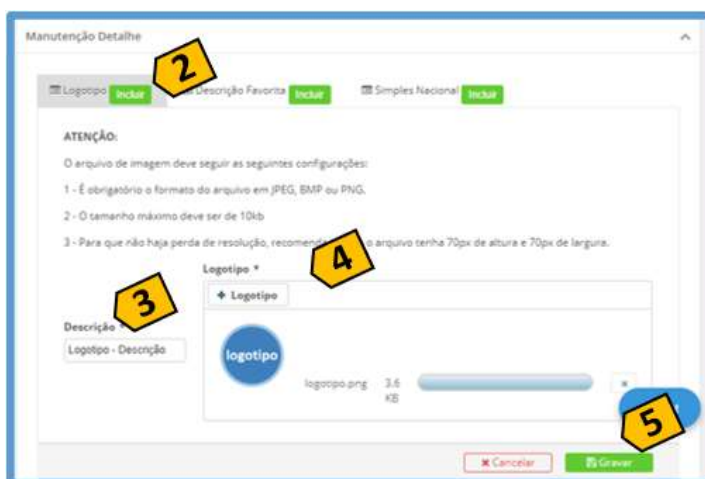 Manutenção Detalhe
2
Logotipo Incluir Descrição Favorita Incluir Simples Nacional Incluir
ATENÇÃO:
O arquivo de imagem deve seguir as seguintes configurações:
1 - É obrigatório o formato do arquivo em JPEG, BMP ou PNG.
2 - O tamanho máximo deve ser de 10kb
3 - Para que não haja perda de resolução, recomenda o arquivo tenha 70px de altura e 70px de largura.
4
Logotipo *
+ Logotipo
3
Descrição *
Logotipo - Descrição
logotipo
logotipo.png 3.6
KB
5
Cancelar Gravar